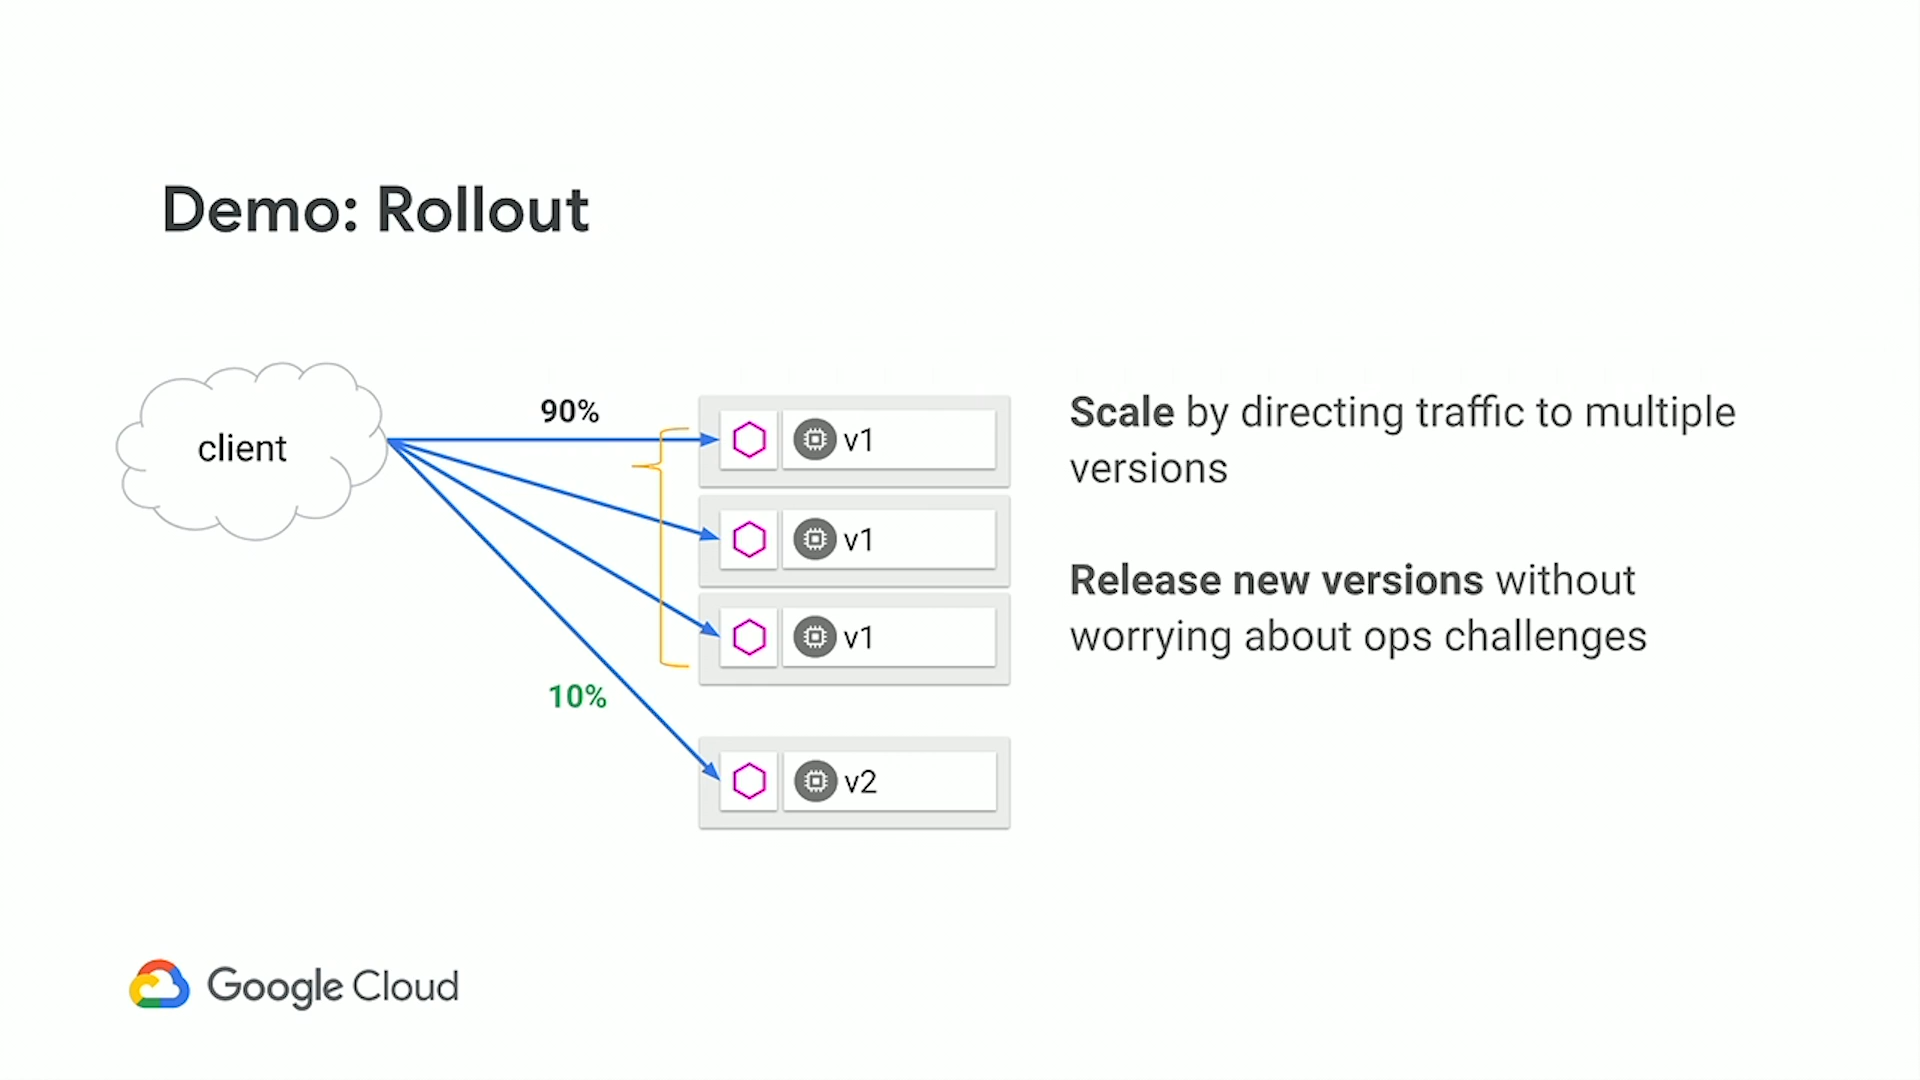 Demo: Rollout
client
90%
10%
v1
v1
v1
v2
Scale by directing traffic to multiple
versions
Release new versions without
worrying about ops challenges
Google Cloud